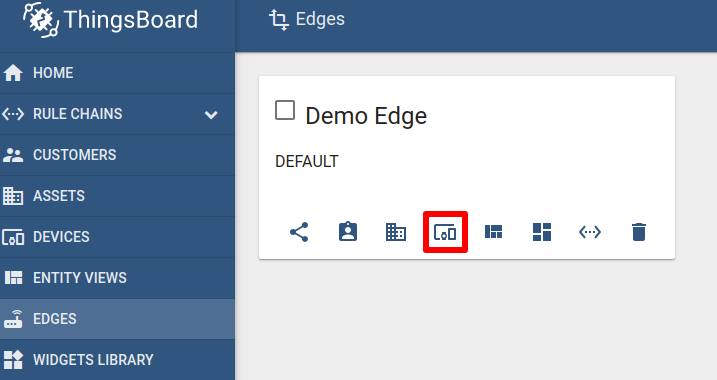 ThingsBoard
Edges
HOME
RULE CHAINS
CUSTOMERS
ASSETS
DEVICES
ENTITY VIEWS
EDGES
WIDGETS LIBRARY
Demo Edge
DEFAULT